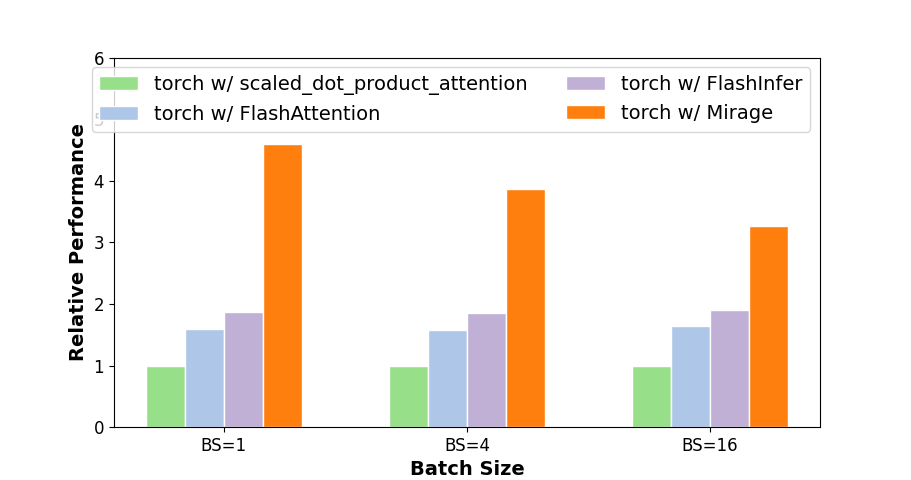 6
torch w/ scaled_dot_product_attention
torch w/ FlashInfer
torch w/ FlashAttention
torch w/ Mirage
5
4
3
2
1
0
Relative Performance
BS=1
BS=4
BS=16
Batch Size